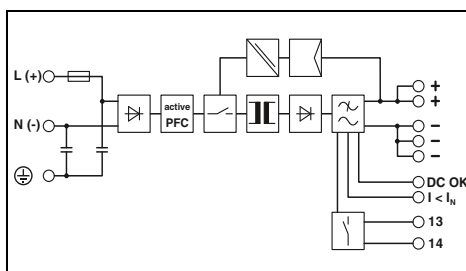 L (+)
active
PFC
N (-)
+
+
−
−
−
DC OK
I < I_N
13
14